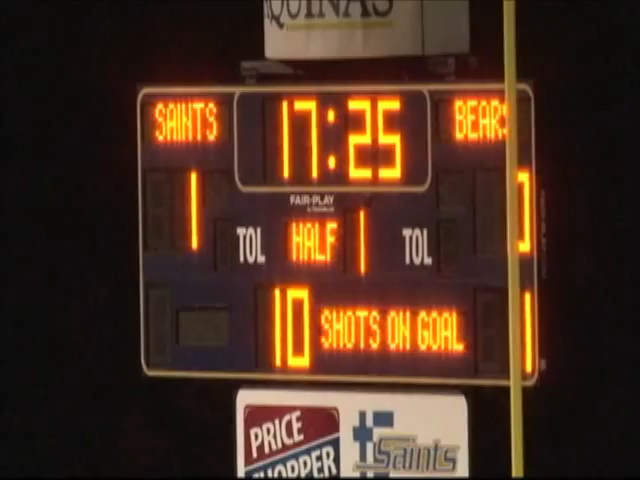 QUINAS
SAINTS 17:25 BEARS
FAIR-PLAY
1 0
TOL HALF 1 TOL
10 SHOTS ON GOAL 1
PRICE
CHOPPER
Saints